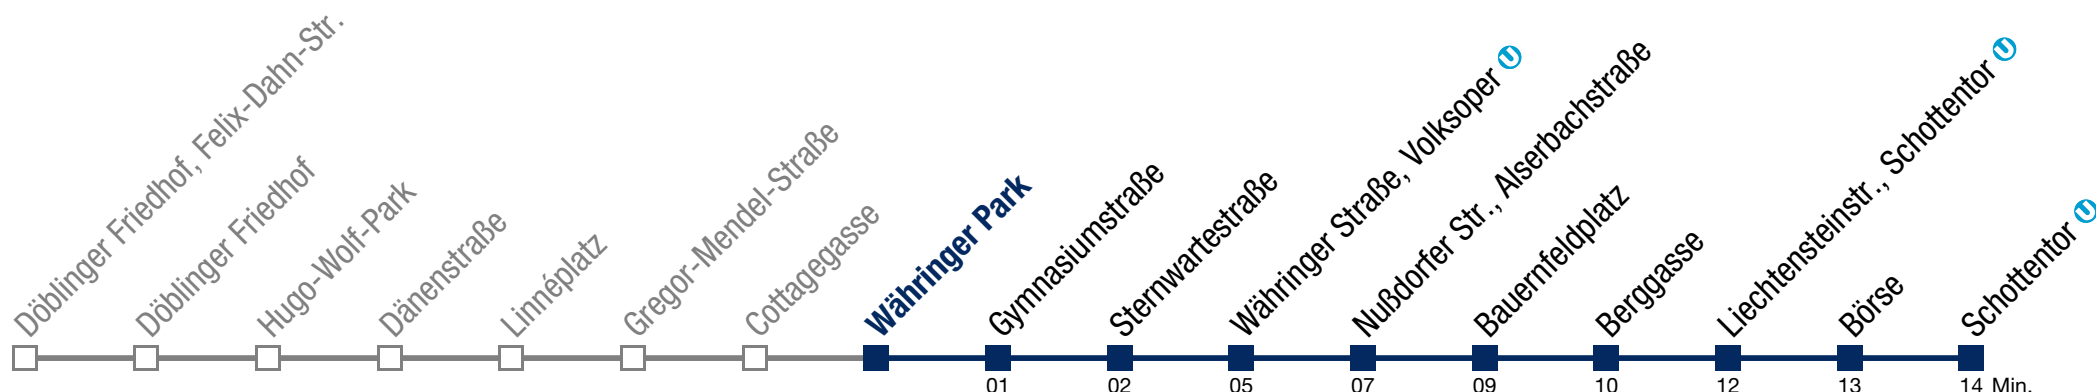 Döblinger Friedhof, Felix-Dahn-Str.
Döblinger Friedhof
Hugo-Wolf-Park
Dänenstraße
Linnéplatz
Gregor-Mendel-Straße
Cottagegasse
Währinger Park
Gymnasiumstraße
Sternwartestraße
Währinger Straße, Volksoper U
Nußdorfer Str., Alserbachstraße
Bauernfeldplatz
Berggasse
Liechtensteinstr., Schottentor U
Börse
Schottentor U
01 02 05 07 09 10 12 13 14 Min.